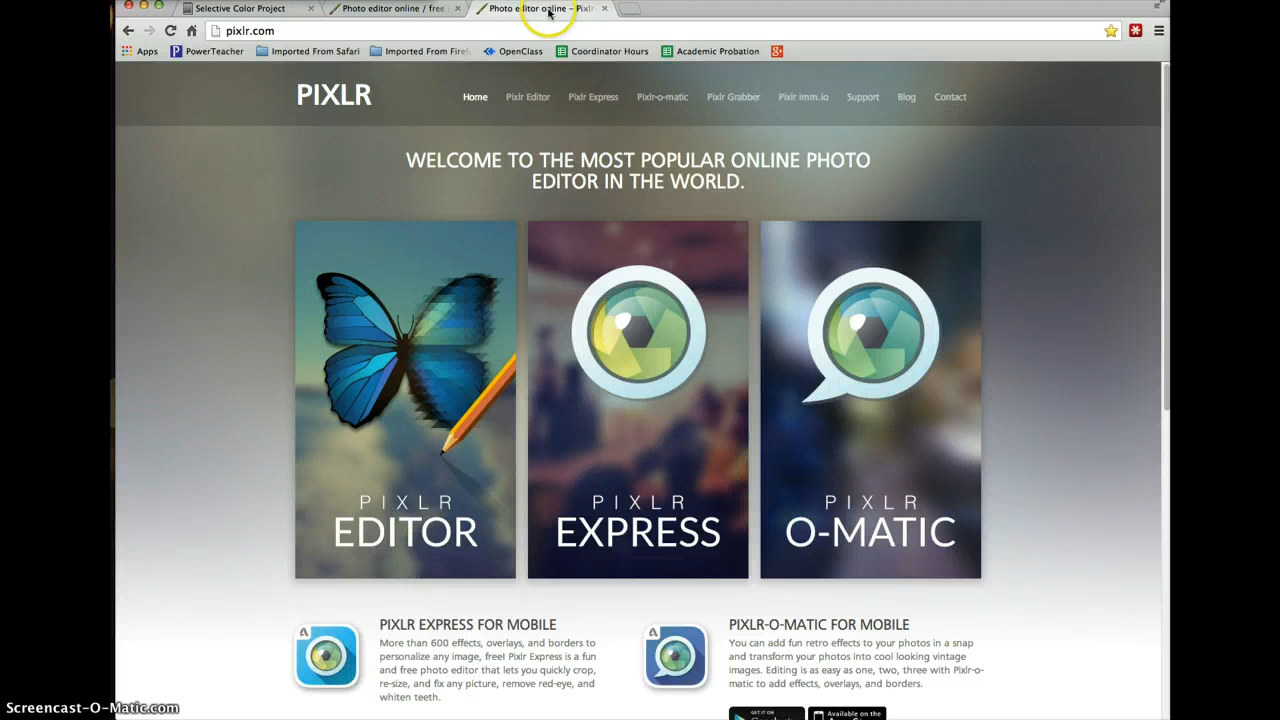 Selective Color Project
Photo editor online / free
Photo editor online – Pixlr
pixlr.com
Apps
PowerTeacher
Imported From Safari
Imported From Fire
OpenClass
Coordinator Hours
Academic Probation
PIXLR
Home
Pixlr Editor
Pixlr Express
Pixlr-o-matic
Pixlr Grabber
Pixlr imm.io
Support
Blog
Contact
WELCOME TO THE MOST POPULAR ONLINE PHOTO
EDITOR IN THE WORLD.
PIXLR
EDITOR
PIXLR
EXPRESS
PIXLR
O-MATIC
PIXLR EXPRESS FOR MOBILE
More than 600 effects, overlays, and borders to
personalize any image, free! Pixlr Express is a fun
and free photo editor that lets you quickly crop,
re-size, and fix any picture, remove red-eye, and
whiten teeth.
PIXLR-O-MATIC FOR MOBILE
You can add fun retro effects to your photos in a snap
and transform your photos into cool looking vintage
images. Editing is as easy as one, two, three with Pixlr-o-
matic to add effects, overlays, and borders.
GET IT ON
Available on the
Screencast-O-Matic.com